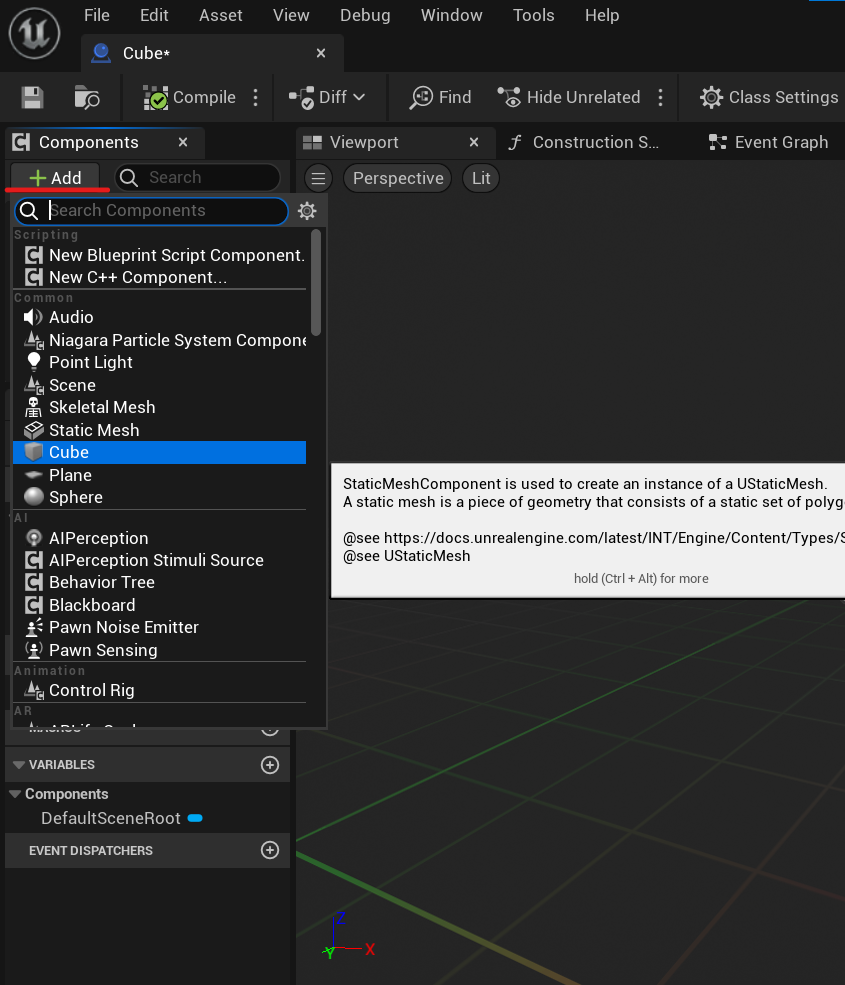 File Edit Asset View Debug Window Tools Help
Cube*
Compile Diff Find Hide Unrelated Class Settings
Components Viewport Construction S... Event Graph
Add Search Perspective Lit
Search Components
Scripting
New Blueprint Script Component.
New C++ Component...
Common
Audio
Niagara Particle System Compone
Point Light
Scene
Skeletal Mesh
Static Mesh
Cube
Plane
Sphere
StaticMeshComponent is used to create an instance of a UStaticMesh.
A static mesh is a piece of geometry that consists of a static set of polyg
@see https://docs.unrealengine.com/latest/INT/Engine/Content/Types/S
@see UStaticMesh
hold (Ctrl + Alt) for more
AI
AIPerception
AIPerception Stimuli Source
Behavior Tree
Blackboard
Pawn Noise Emitter
Pawn Sensing
Animation
Control Rig
AR
VARIABLES
Components
DefaultSceneRoot
EVENT DISPATCHERS
Z
Y X